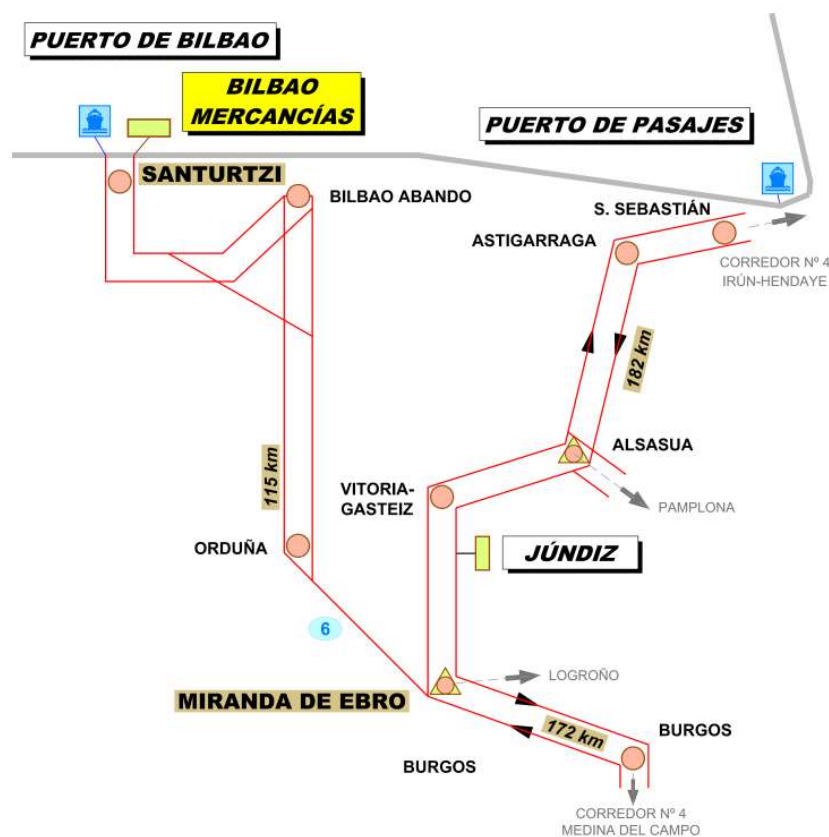 PUERTO DE BILBAO
BILBAO
MERCANCÍAS
PUERTO DE PASAJES
SANTURTZI
BILBAO ABANDO
S. SEBASTIÁN
ASTIGARRAGA
CORREDOR Nº 4
IRÚN-HENDAYE
182 km
ALSASUA
115 km
VITORIA-
GASTEIZ
PAMPLONA
ORDUÑA
JÚNDIZ
6
LOGROÑO
MIRANDA DE EBRO
172 km
BURGOS
BURGOS
CORREDOR Nº 4
MEDINA DEL CAMPO